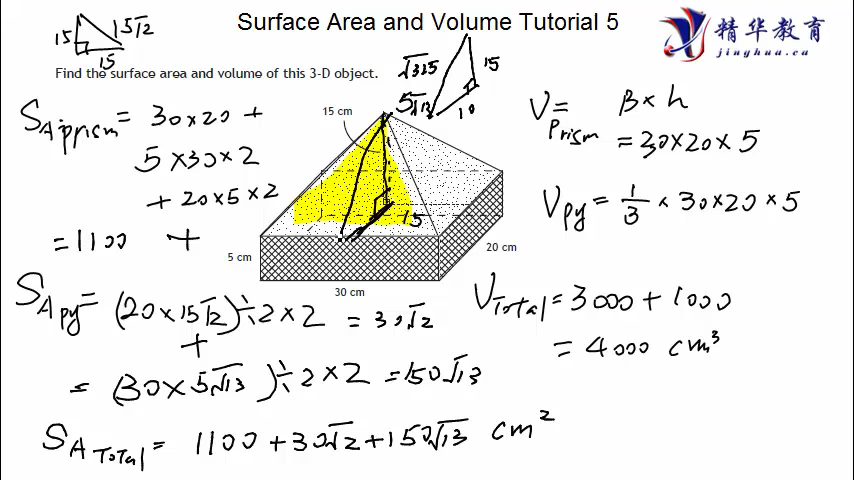 Surface Area and Volume Tutorial 5
精华教育
jinghua.ca
15 15√2
15
Find the surface area and volume of this 3-D object.
√325 15
5√13 10
15 cm
15
5 cm
20 cm
30 cm
SA prism = 30×20 +
5×30×2
+ 20×5×2
= 1100 +
SA py = (20×15√2)÷2×2 = 30√2
+
= (30×5√13)÷2×2 = 150√13
SA Total = 1100 + 30√2 + 150√13 cm²
V Prism = B×h
= 30×20×5
Vpy = 1/3 × 30×20×5
V Total = 3000 + 1000
= 4000 cm³